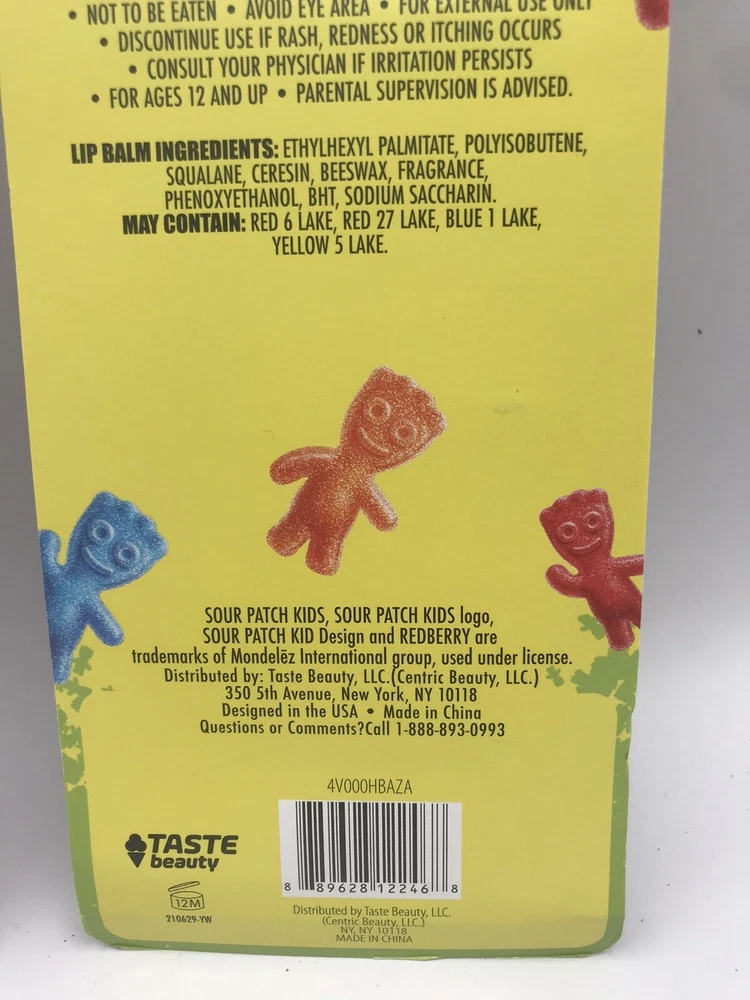 • NOT TO BE EATEN • AVOID EYE AREA • FOR EXTERNAL USE ONLY
• DISCONTINUE USE IF RASH, REDNESS OR ITCHING OCCURS
• CONSULT YOUR PHYSICIAN IF IRRITATION PERSISTS
• FOR AGES 12 AND UP • PARENTAL SUPERVISION IS ADVISED.
LIP BALM INGREDIENTS: ETHYLHEXYL PALMITATE, POLYISOBUTENE,
SQUALANE, CERESIN, BEESWAX, FRAGRANCE,
PHENOXYETHANOL, BHT, SODIUM SACCHARIN.
MAY CONTAIN: RED 6 LAKE, RED 27 LAKE, BLUE 1 LAKE,
YELLOW 5 LAKE.
SOUR PATCH KIDS, SOUR PATCH KIDS logo,
SOUR PATCH KID Design and REDBERRY are
trademarks of Mondelēz International group, used under license.
Distributed by: Taste Beauty, LLC.(Centric Beauty, LLC.)
350 5th Avenue, New York, NY 10118
Designed in the USA • Made in China
Questions or Comments?Call 1-888-893-0993
4V000HBAZA
TASTE
beauty
8 89628 12246 8
12M
210629-YW
Distributed by Taste Beauty, LLC.
(Centric Beauty, LLC.)
NY, NY 10118
MADE IN CHINA